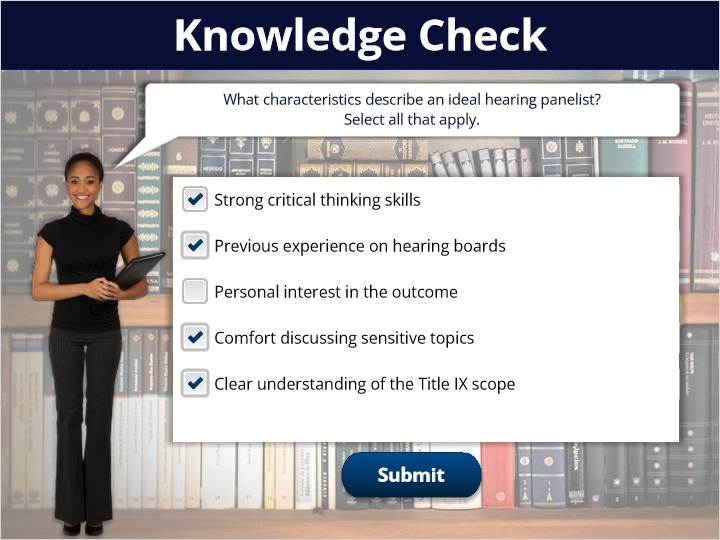 Knowledge Check
What characteristics describe an ideal hearing panelist?
Select all that apply.
Strong critical thinking skills
Previous experience on hearing boards
Personal interest in the outcome
Comfort discussing sensitive topics
Clear understanding of the Title IX scope
Submit
BERTRAND
RUSSELL